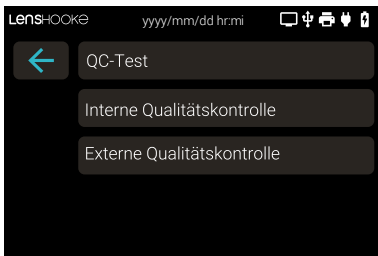 LensHOOKE yyyy/mm/dd hr:mi
QC-Test
Interne Qualitätskontrolle
Externe Qualitätskontrolle